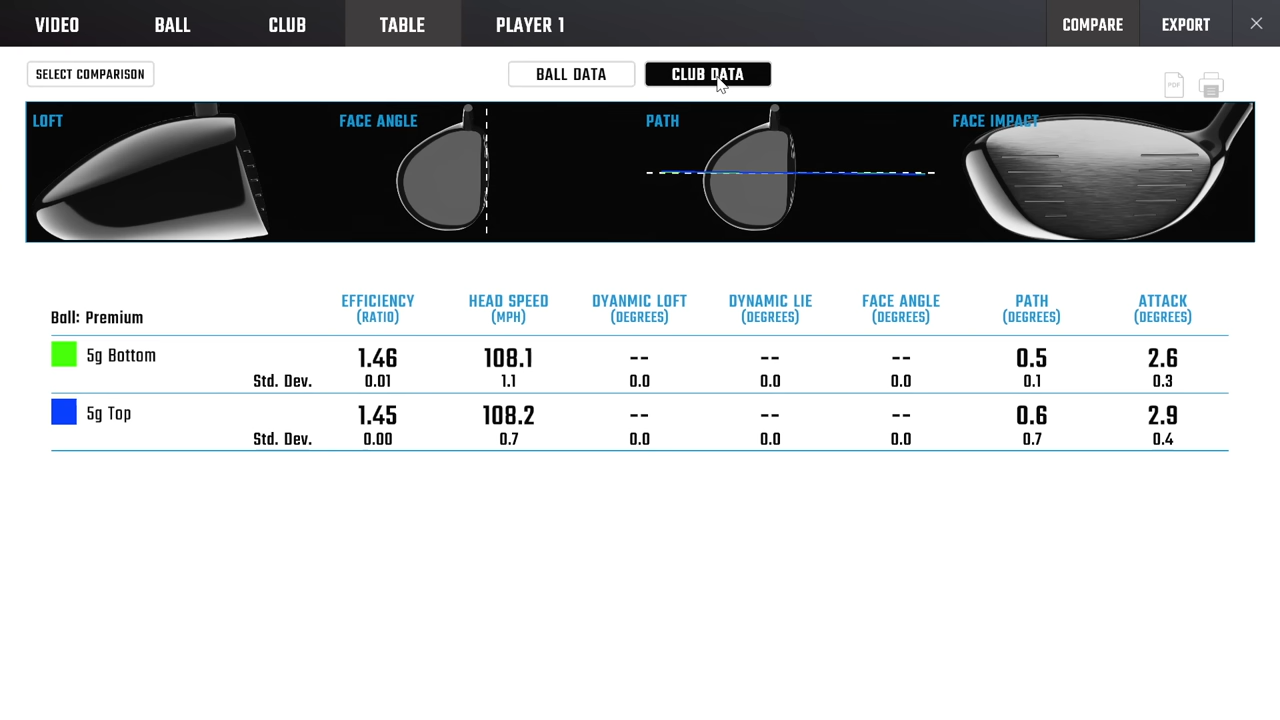 VIDEO BALL CLUB TABLE PLAYER 1 COMPARE EXPORT
SELECT COMPARISON BALL DATA CLUB DATA PDF
LOFT FACE ANGLE PATH FACE IMPACT
EFFICIENCY HEAD SPEED DYANMIC LOFT DYNAMIC LIE FACE ANGLE PATH ATTACK
Ball: Premium (RATIO) (MPH) (DEGREES) (DEGREES) (DEGREES) (DEGREES) (DEGREES)
5g Bottom 1.46 108.1 -- -- -- 0.5 2.6
Std. Dev. 0.01 1.1 0.0 0.0 0.0 0.1 0.3
5g Top 1.45 108.2 -- -- -- 0.6 2.9
Std. Dev. 0.00 0.7 0.0 0.0 0.0 0.7 0.4